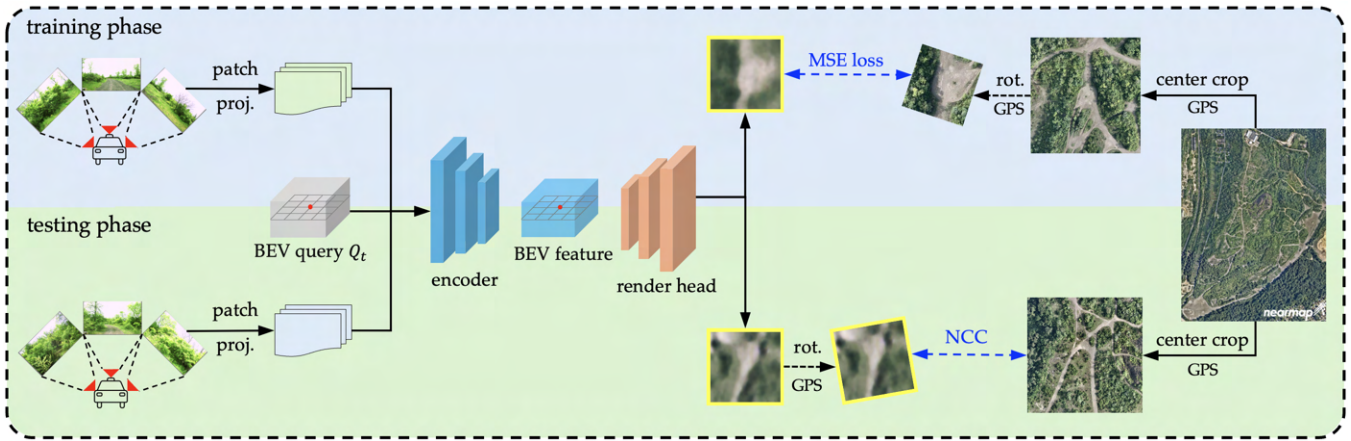 training phase
patch
proj.
MSE loss
rot.
GPS
center crop
GPS
testing phase
BEV query Q_t
encoder
BEV feature
render head
nearmap
patch
proj.
rot.
GPS
NCC
center crop
GPS